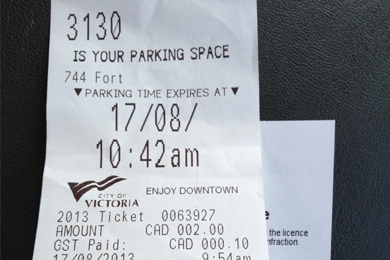 3130
IS YOUR PARKING SPACE
744 Fort
▼PARKING TIME EXPIRES AT▼
17/08/
10:42am
CITY OF
VICTORIA
ENJOY DOWNTOWN
2013 Ticket 0063927
AMOUNT CAD 002.00
GST Paid: CAD 000.10
17/08/2013 9:54am
e
the licence
nfraction.